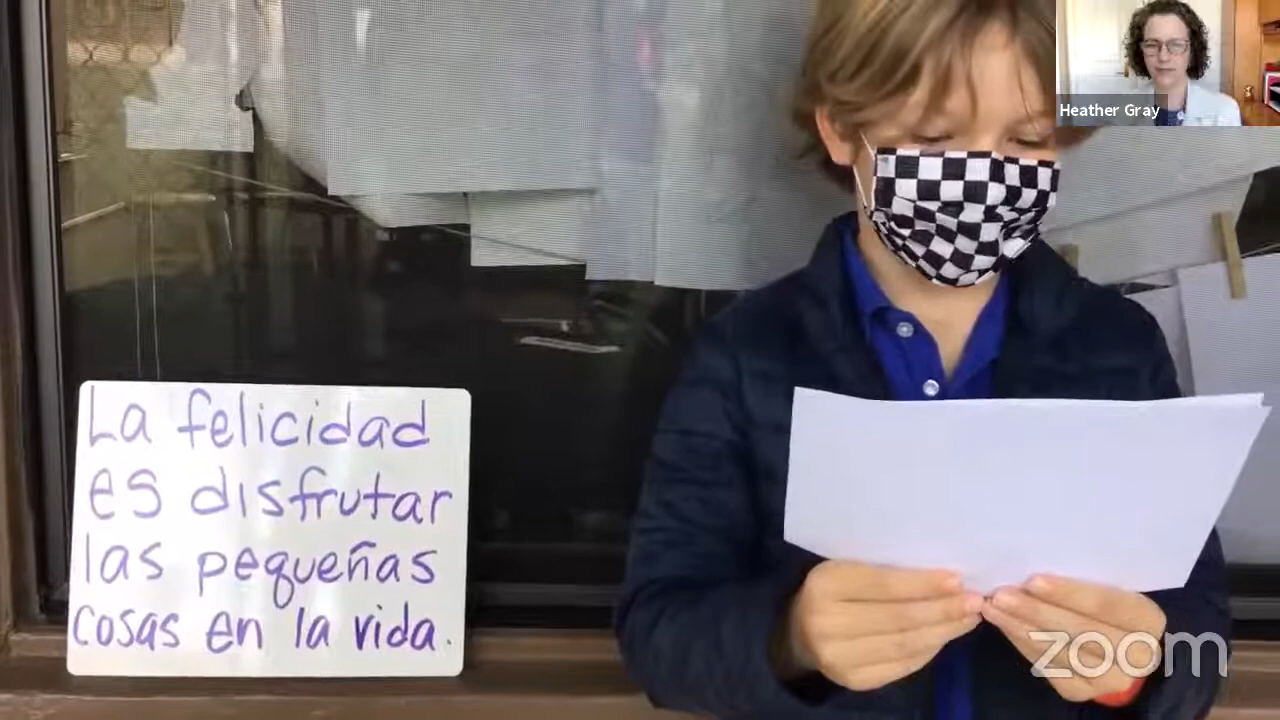 Heather Gray
La felicidad
es disfrutar
las pequeñas
cosas en la vida.
zoom